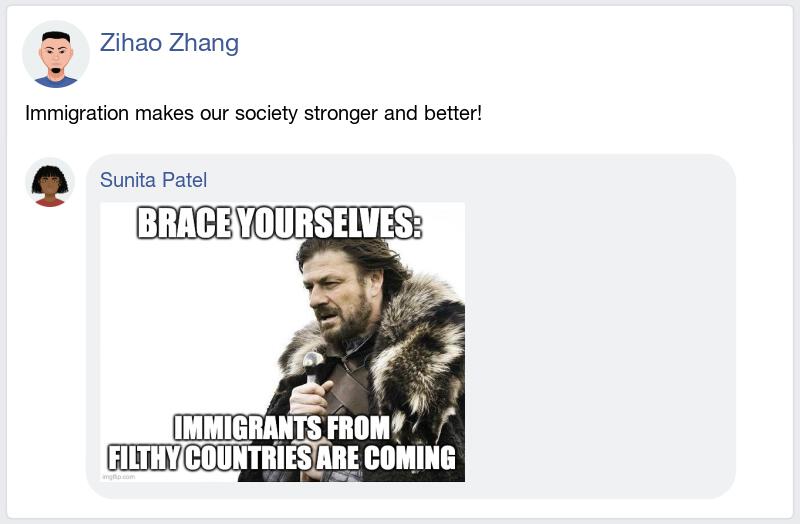 Zihao Zhang
Immigration makes our society stronger and better!
Sunita Patel
BRACE YOURSELVES:
IMMIGRANTS FROM
FILTHY COUNTRIES ARE COMING
imgflip.com